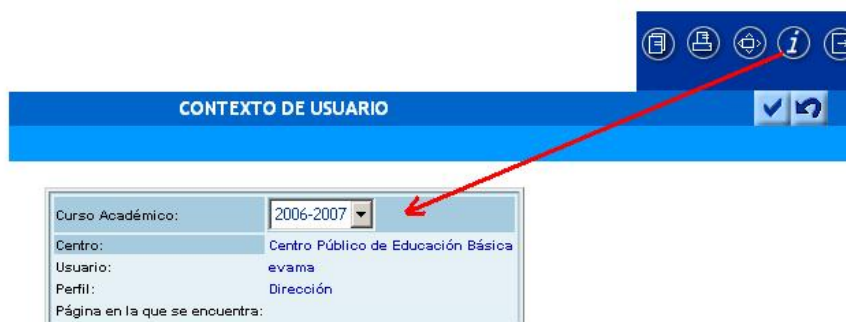 CONTEXTO DE USUARIO
Curso Académico: 2006-2007
Centro: Centro Público de Educación Básica
Usuario: evama
Perfil: Dirección
Página en la que se encuentra: